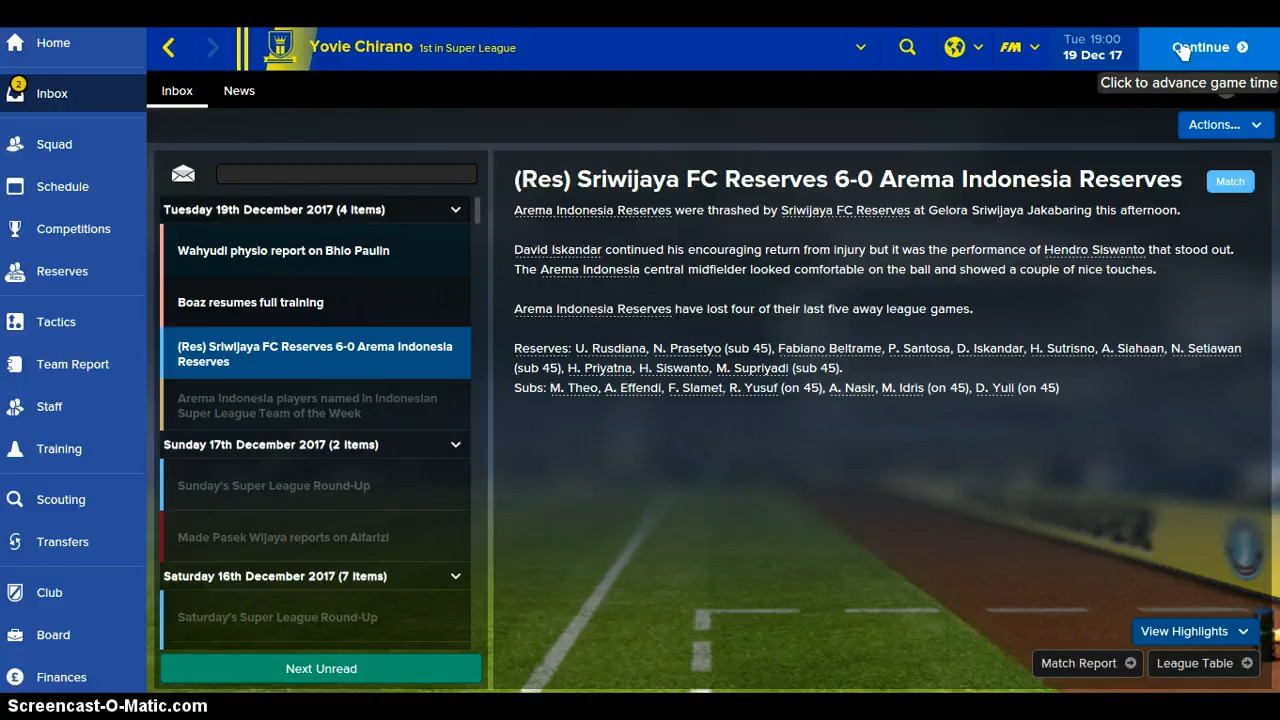 Home
Yovie Chirano 1st in Super League
FM
Tue 19:00
19 Dec 17
Continue
Click to advance game time
2
Inbox
Inbox News
Actions...
Squad
Schedule
Competitions
Res
Reserves
Tactics
Team Report
Staff
Training
Scouting
Transfers
Club
Board
£ Finances
Tuesday 19th December 2017 (4 items)
Wahyudi physio report on Bhio Paulin
Boaz resumes full training
(Res) Sriwijaya FC Reserves 6-0 Arema Indonesia
Reserves
Arema Indonesia players named in Indonesian
Super League Team of the Week
Sunday 17th December 2017 (2 items)
Sunday's Super League Round-Up
Made Pasek Wijaya reports on Alfarizi
Saturday 16th December 2017 (7 items)
Saturday's Super League Round-Up
Next Unread
(Res) Sriwijaya FC Reserves 6-0 Arema Indonesia Reserves
Match
Arema Indonesia Reserves were thrashed by Sriwijaya FC Reserves at Gelora Sriwijaya Jakabaring this afternoon.
David Iskandar continued his encouraging return from injury but it was the performance of Hendro Siswanto that stood out.
The Arema Indonesia central midfielder looked comfortable on the ball and showed a couple of nice touches.
Arema Indonesia Reserves have lost four of their last five away league games.
Reserves: U. Rusdiana, N. Prasetyo (sub 45), Fabiano Beltrame, P. Santosa, D. Iskandar, H. Sutrisno, A. Siahaan, N. Setiawan
(sub 45), H. Priyatna, H. Siswanto, M. Supriyadi (sub 45).
Subs: M. Theo, A. Effendi, F. Slamet, R. Yusuf (on 45), A. Nasir, M. Idris (on 45), D. Yuli (on 45)
View Highlights
Match Report League Table
Screencast-O-Matic.com